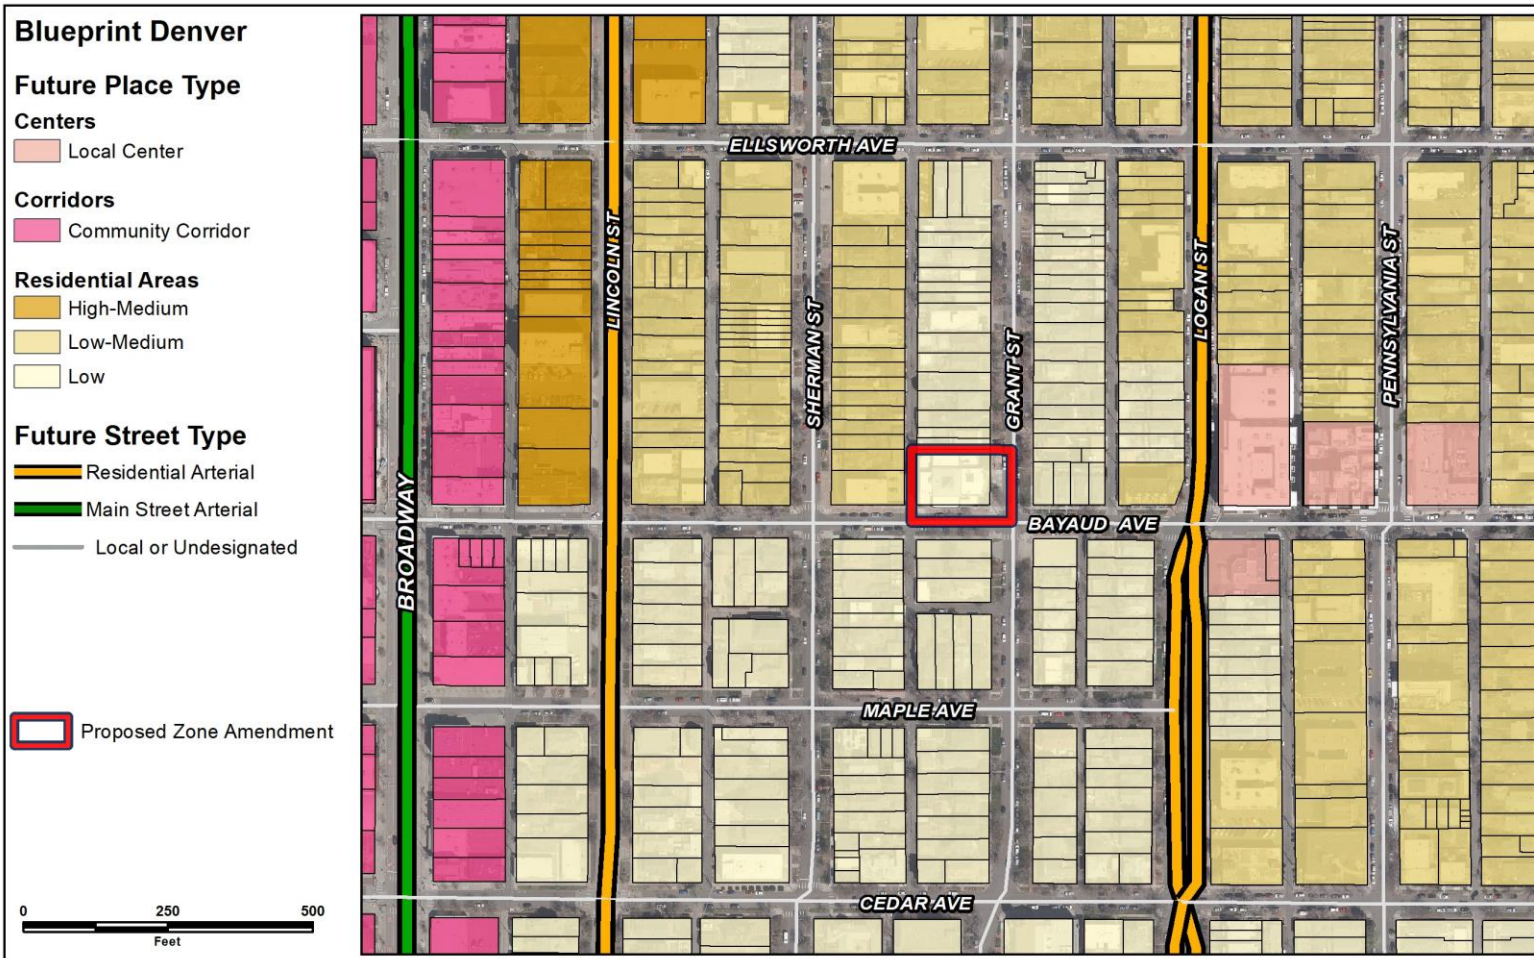 Blueprint Denver
Future Place Type
Centers
Local Center
Corridors
Community Corridor
Residential Areas
High-Medium
Low-Medium
Low
Future Street Type
Residential Arterial
Main Street Arterial
Local or Undesignated
Proposed Zone Amendment
0 250 500
Feet
ELLSWORTH AVE
LINCOLN ST
SHERMAN ST
GRANT ST
LOGAN ST
PENNSYLVANIA ST
BROADWAY
BAYAUD AVE
MAPLE AVE
CEDAR AVE